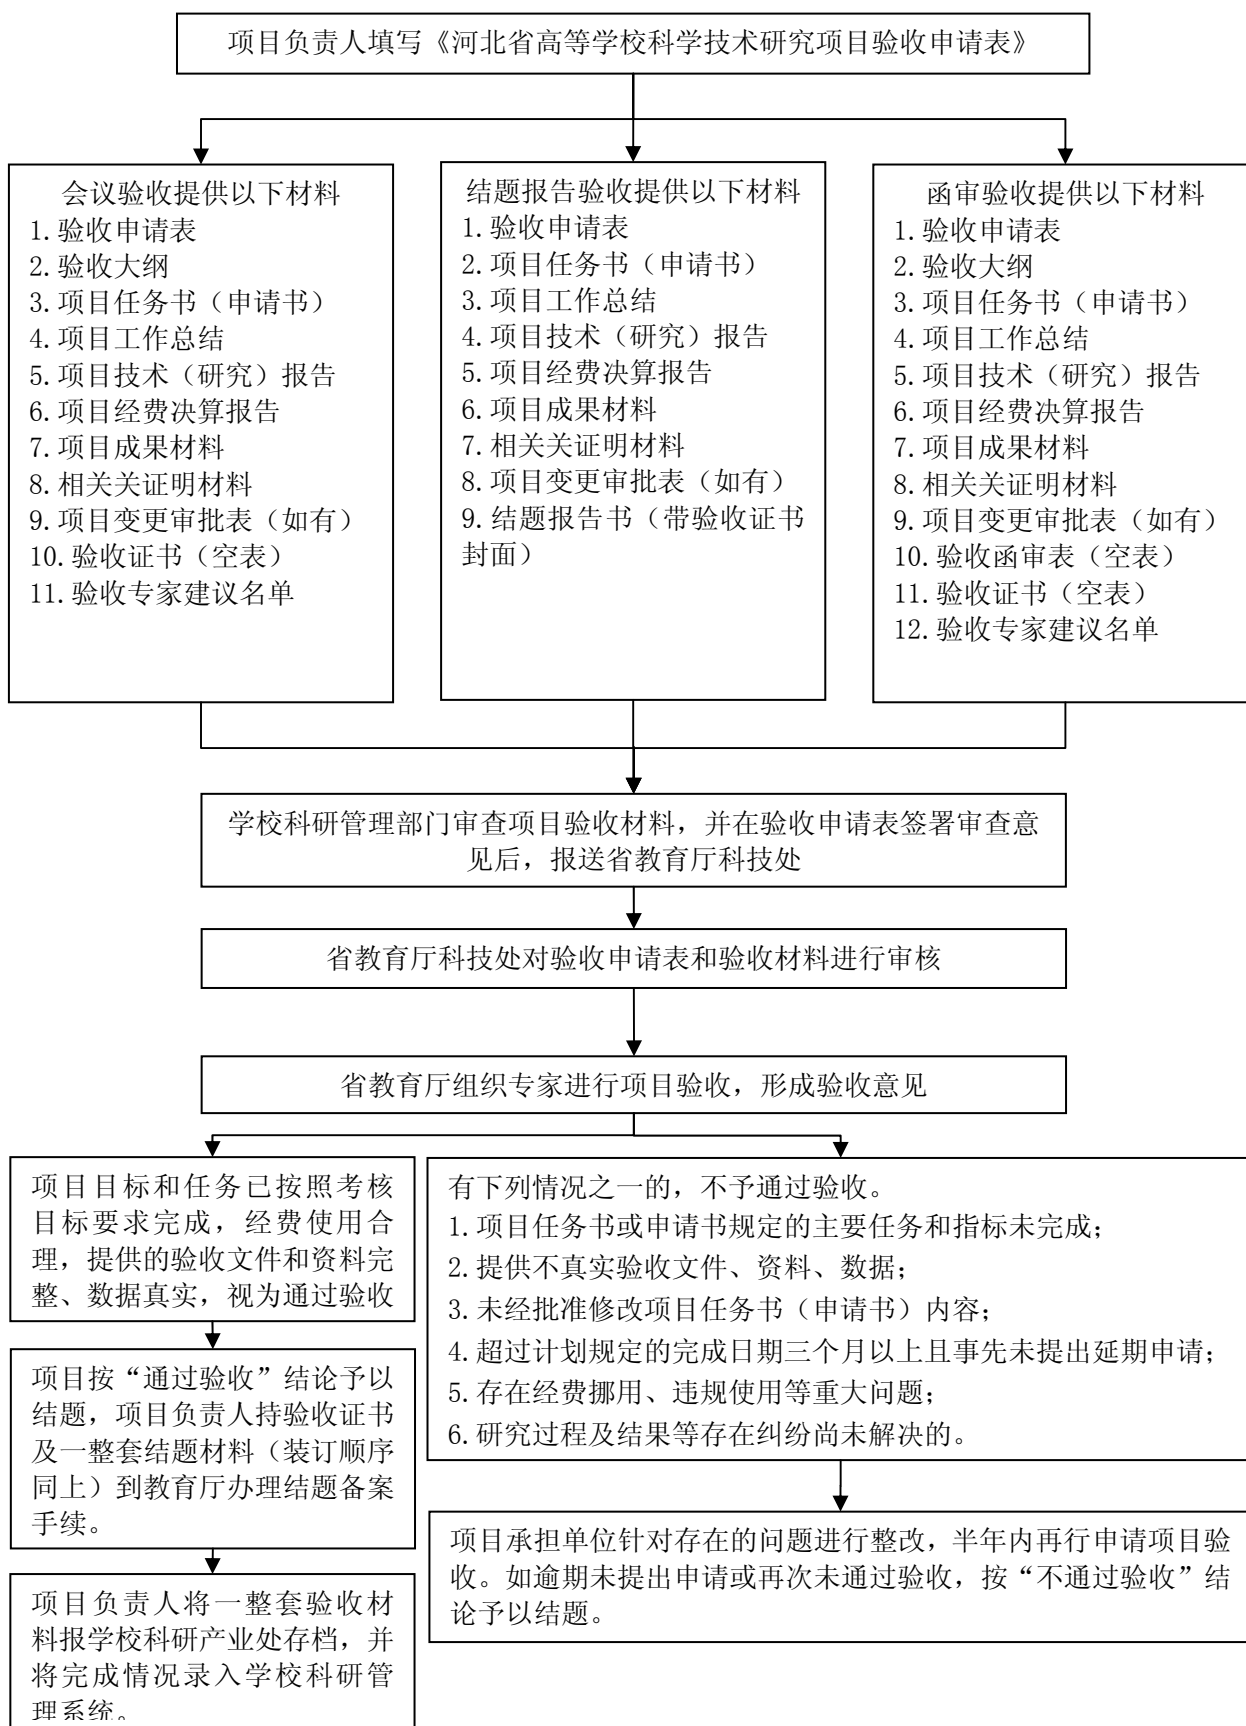 项目负责人填写《河北省高等学校科学技术研究项目验收申请表》
会议验收提供以下材料
1.验收申请表
2.验收大纲
3.项目任务书（申请书）
4.项目工作总结
5.项目技术（研究）报告
6.项目经费决算报告
7.项目成果材料
8.相关关证明材料
9.项目变更审批表（如有）
10.验收证书（空表）
11.验收专家建议名单
结题报告验收提供以下材料
1.验收申请表
2.项目任务书（申请书）
3.项目工作总结
4.项目技术（研究）报告
5.项目经费决算报告
6.项目成果材料
7.相关关证明材料
8.项目变更审批表（如有）
9.结题报告书（带验收证书
封面）
函审验收提供以下材料
1.验收申请表
2.验收大纲
3.项目任务书（申请书）
4.项目工作总结
5.项目技术（研究）报告
6.项目经费决算报告
7.项目成果材料
8.相关关证明材料
9.项目变更审批表（如有）
10.验收函审表（空表）
11.验收证书（空表）
12.验收专家建议名单
学校科研管理部门审查项目验收材料，并在验收申请表签署审查意
见后，报送省教育厅科技处
省教育厅科技处对验收申请表和验收材料进行审核
省教育厅组织专家进行项目验收，形成验收意见
项目目标和任务已按照考核
目标要求完成，经费使用合
理，提供的验收文件和资料完
整、数据真实，视为通过验收
项目按“通过验收”结论予以
结题，项目负责人持验收证书
及一整套结题材料（装订顺序
同上）到教育厅办理结题备案
手续。
项目负责人将一整套验收材
料报学校科研产业处存档，并
将完成情况录入学校科研管
理系统。
有下列情况之一的，不予通过验收。
1.项目任务书或申请书规定的主要任务和指标未完成；
2.提供不真实验收文件、资料、数据；
3.未经批准修改项目任务书（申请书）内容；
4.超过计划规定的完成日期三个月以上且事先未提出延期申请；
5.存在经费挪用、违规使用等重大问题；
6.研究过程及结果等存在纠纷尚未解决的。
项目承担单位针对存在的问题进行整改，半年内再行申请项目验
收。如逾期未提出申请或再次未通过验收，按“不通过验收”结
论予以结题。